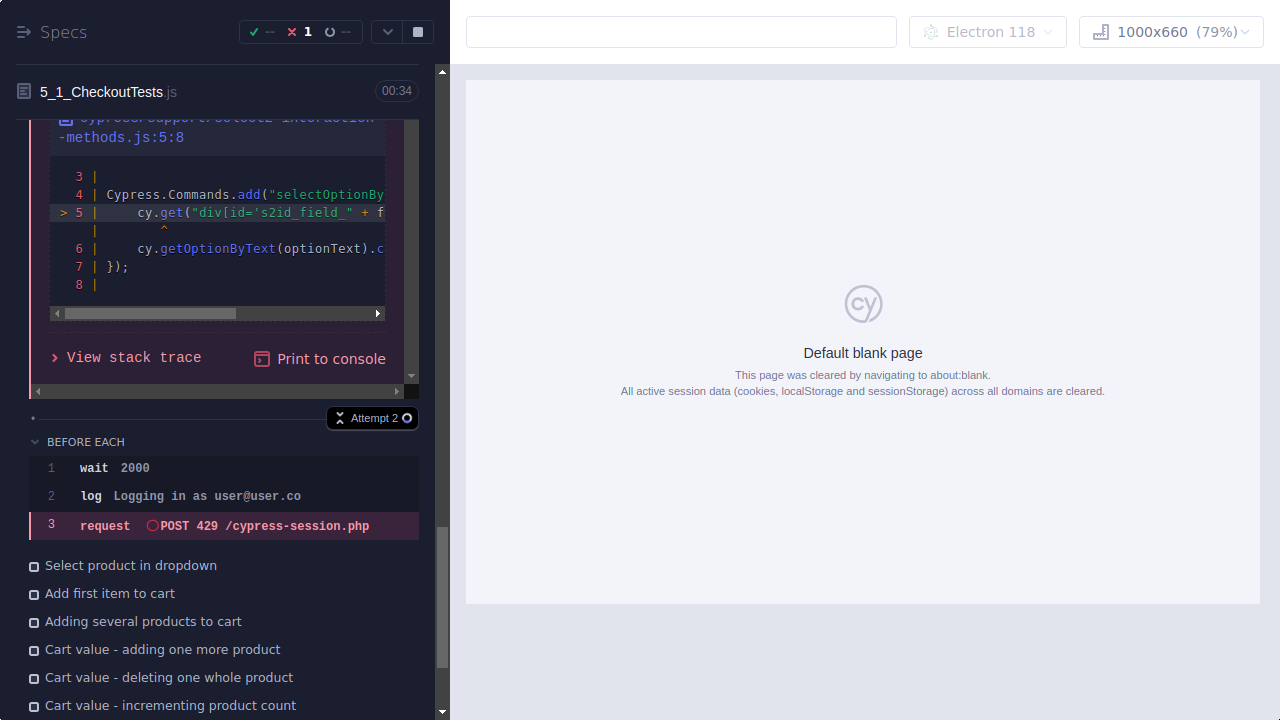 Specs
--
1
--
Electron 118
1000x660 (79%)
5_1_CheckoutTests.js
00:34
-methods.js:5:8
3 |
4 | Cypress.Commands.add("selectOptionBy
> 5 | cy.get("div[id='s2id_field_" + f
| ^
6 | cy.getOptionByText(optionText).c
7 | });
8 |
View stack trace
Print to console
Attempt 2
BEFORE EACH
1 wait 2000
2 log Logging in as user@user.co
3 request POST 429 /cypress-session.php
Select product in dropdown
Add first item to cart
Adding several products to cart
Cart value - adding one more product
Cart value - deleting one whole product
Cart value - incrementing product count
cy
Default blank page
This page was cleared by navigating to about:blank.
All active session data (cookies, localStorage and sessionStorage) across all domains are cleared.